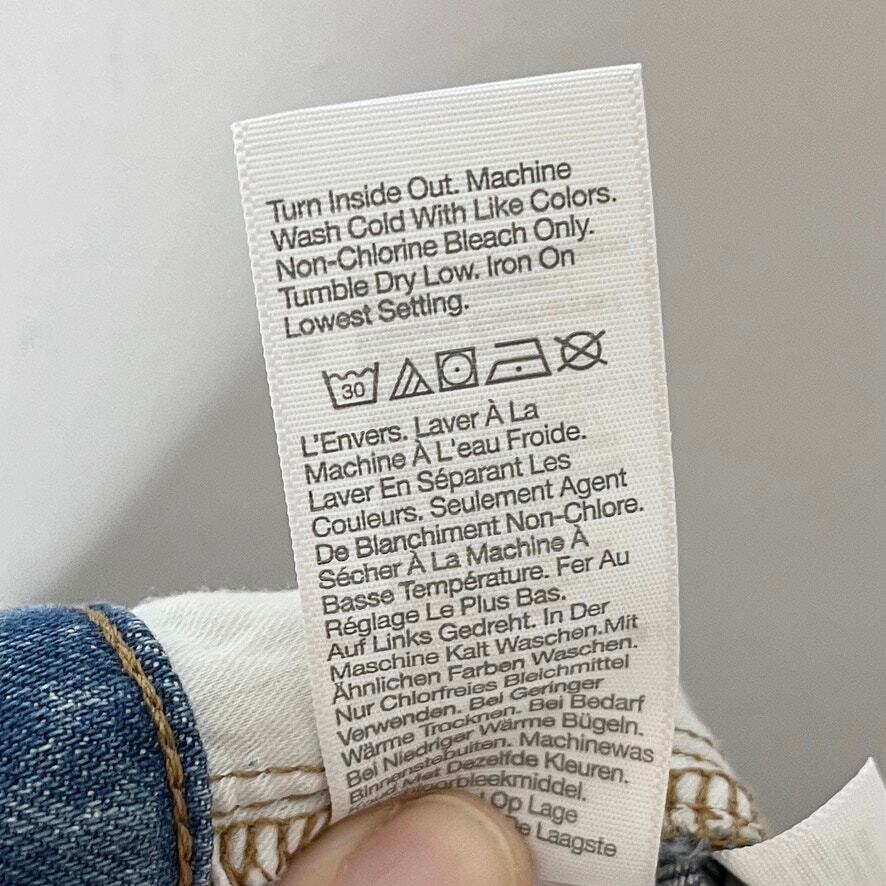 Turn Inside Out. Machine
Wash Cold With Like Colors.
Non-Chlorine Bleach Only.
Tumble Dry Low. Iron On
Lowest Setting.
30
L'Envers. Laver À La
Machine À L'eau Froide.
Laver En Séparant Les
Couleurs. Seulement Agent
De Blanchiment Non-Chlore.
Sécher À La Machine À
Basse Température. Fer Au
Réglage Le Plus Bas.
Auf Links Gedreht. In Der
Maschine Kalt Waschen.Mit
Ähnlichen Farben Waschen.
Nur Chlorfreies Bleichmittel
Verwenden. Bei Geringer
Wärme Trocknen. Bei Bedarf
Bei Niedriger Wärme Bügeln.
Binnenstebuiten. Machinewas
Met Dezelfde Kleuren.
Op Lage
De Laagste